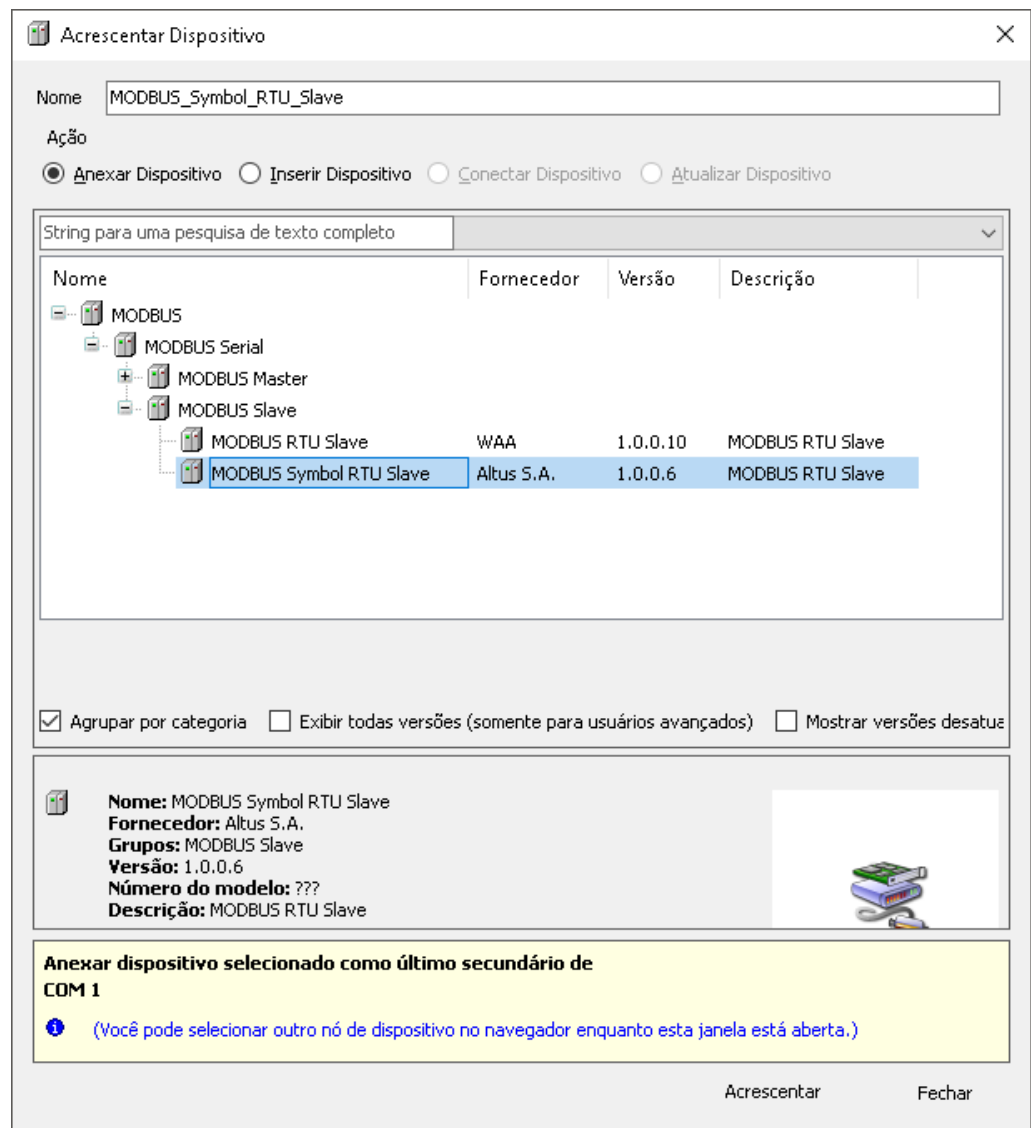 Acrescentar Dispositivo
Nome MODBUS_Symbol_RTU_Slave
Ação
Anexar Dispositivo Inserir Dispositivo Conectar Dispositivo Atualizar Dispositivo
String para uma pesquisa de texto completo
Nome Fornecedor Versão Descrição
MODBUS
MODBUS Serial
MODBUS Master
MODBUS Slave
MODBUS RTU Slave WAA 1.0.0.10 MODBUS RTU Slave
MODBUS Symbol RTU Slave Altus S.A. 1.0.0.6 MODBUS RTU Slave
Agrupar por categoria Exibir todas versões (somente para usuários avançados) Mostrar versões desatua
Nome: MODBUS Symbol RTU Slave
Fornecedor: Altus S.A.
Grupos: MODBUS Slave
Versão: 1.0.0.6
Número do modelo: ???
Descrição: MODBUS RTU Slave
Anexar dispositivo selecionado como último secundário de
COM 1
(Você pode selecionar outro nó de dispositivo no navegador enquanto esta janela está aberta.)
Acrescentar Fechar